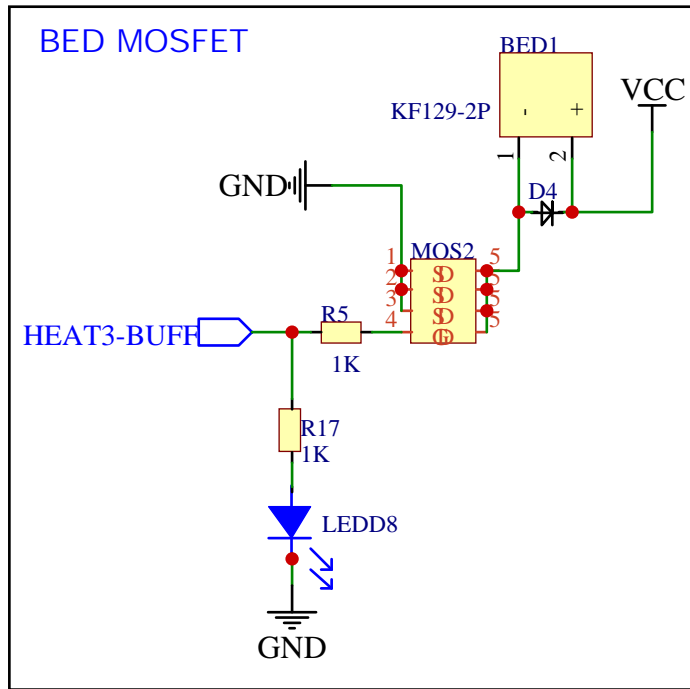 BED MOSFET
BED1
VCC
KF129-2P
-
+
1
2
GND
D4
MOS2
1
2
3
4
S
S
S
G
D
D
D
D
5
5
5
5
HEAT3-BUFF
R5
1K
R17
1K
LEDD8
GND